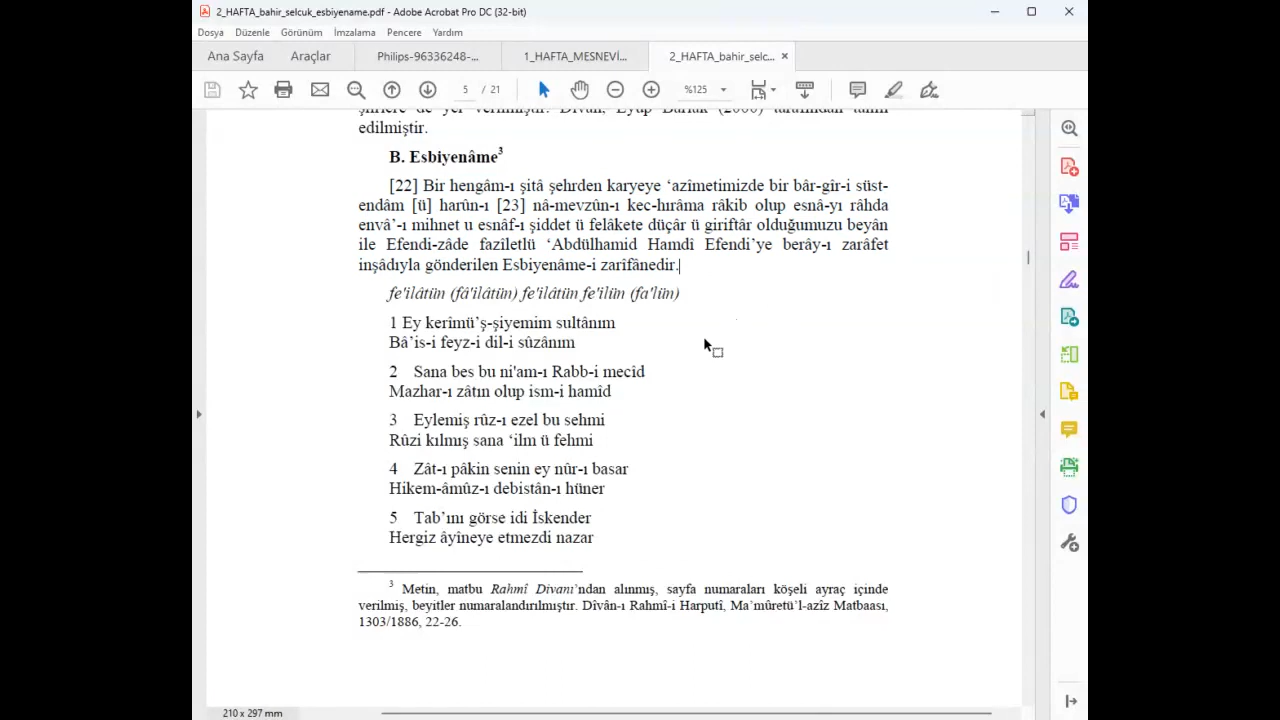 2_HAFTA_bahir_selcuk_esbiyename.pdf - Adobe Acrobat Pro DC (32-bit)
Dosya Düzenle Görünüm İmzalama Pencere Yardım
Ana Sayfa Araçlar Philips-96336248-... 1_HAFTA_MESNEVİ... 2_HAFTA_bahir_selc... ×
5 / 21 %125
edilmiştir.
B. Esbiyenâme3
[22] Bir hengâm-ı şitâ şehrden karyeye ‘azîmetimizde bir bâr-gîr-i süst-
endâm [ü] harûn-ı [23] nâ-mevzûn-ı kec-hırâma râkib olup esnâ-yı râhda
envâ’-ı mihnet u esnâf-ı şiddet ü felâkete düçâr ü giriftâr olduğumuzu beyân
ile Efendi-zâde fazîletlü ‘Abdülhamid Hamdî Efendi’ye berây-ı zarâfet
inşâdıyla gönderilen Esbiyenâme-i zarîfânedir.
fe'ilâtün (fâ'ilâtün) fe'ilâtün fe'ilün (fa'lün)
1 Ey kerîmü’ş-şiyemim sultânım
Bâ’is-i feyz-i dil-i sûzânım
2 Sana bes bu ni'am-ı Rabb-i mecîd
Mazhar-ı zâtın olup ism-i hamîd
3 Eylemiş rûz-ı ezel bu sehmi
Rûzi kılmış sana ‘ilm ü fehmi
4 Zât-ı pâkin senin ey nûr-ı basar
Hikem-âmûz-ı debistân-ı hüner
5 Tab’ını görse idi İskender
Hergiz âyîneye etmezdi nazar
3 Metin, matbu Rahmî Divanı’ndan alınmış, sayfa numaraları köşeli ayraç içinde
verilmiş, beyitler numaralandırılmıştır. Dîvân-ı Rahmî-i Harputî, Ma’mûretü’l-azîz Matbaası,
1303/1886, 22-26.
210 x 297 mm